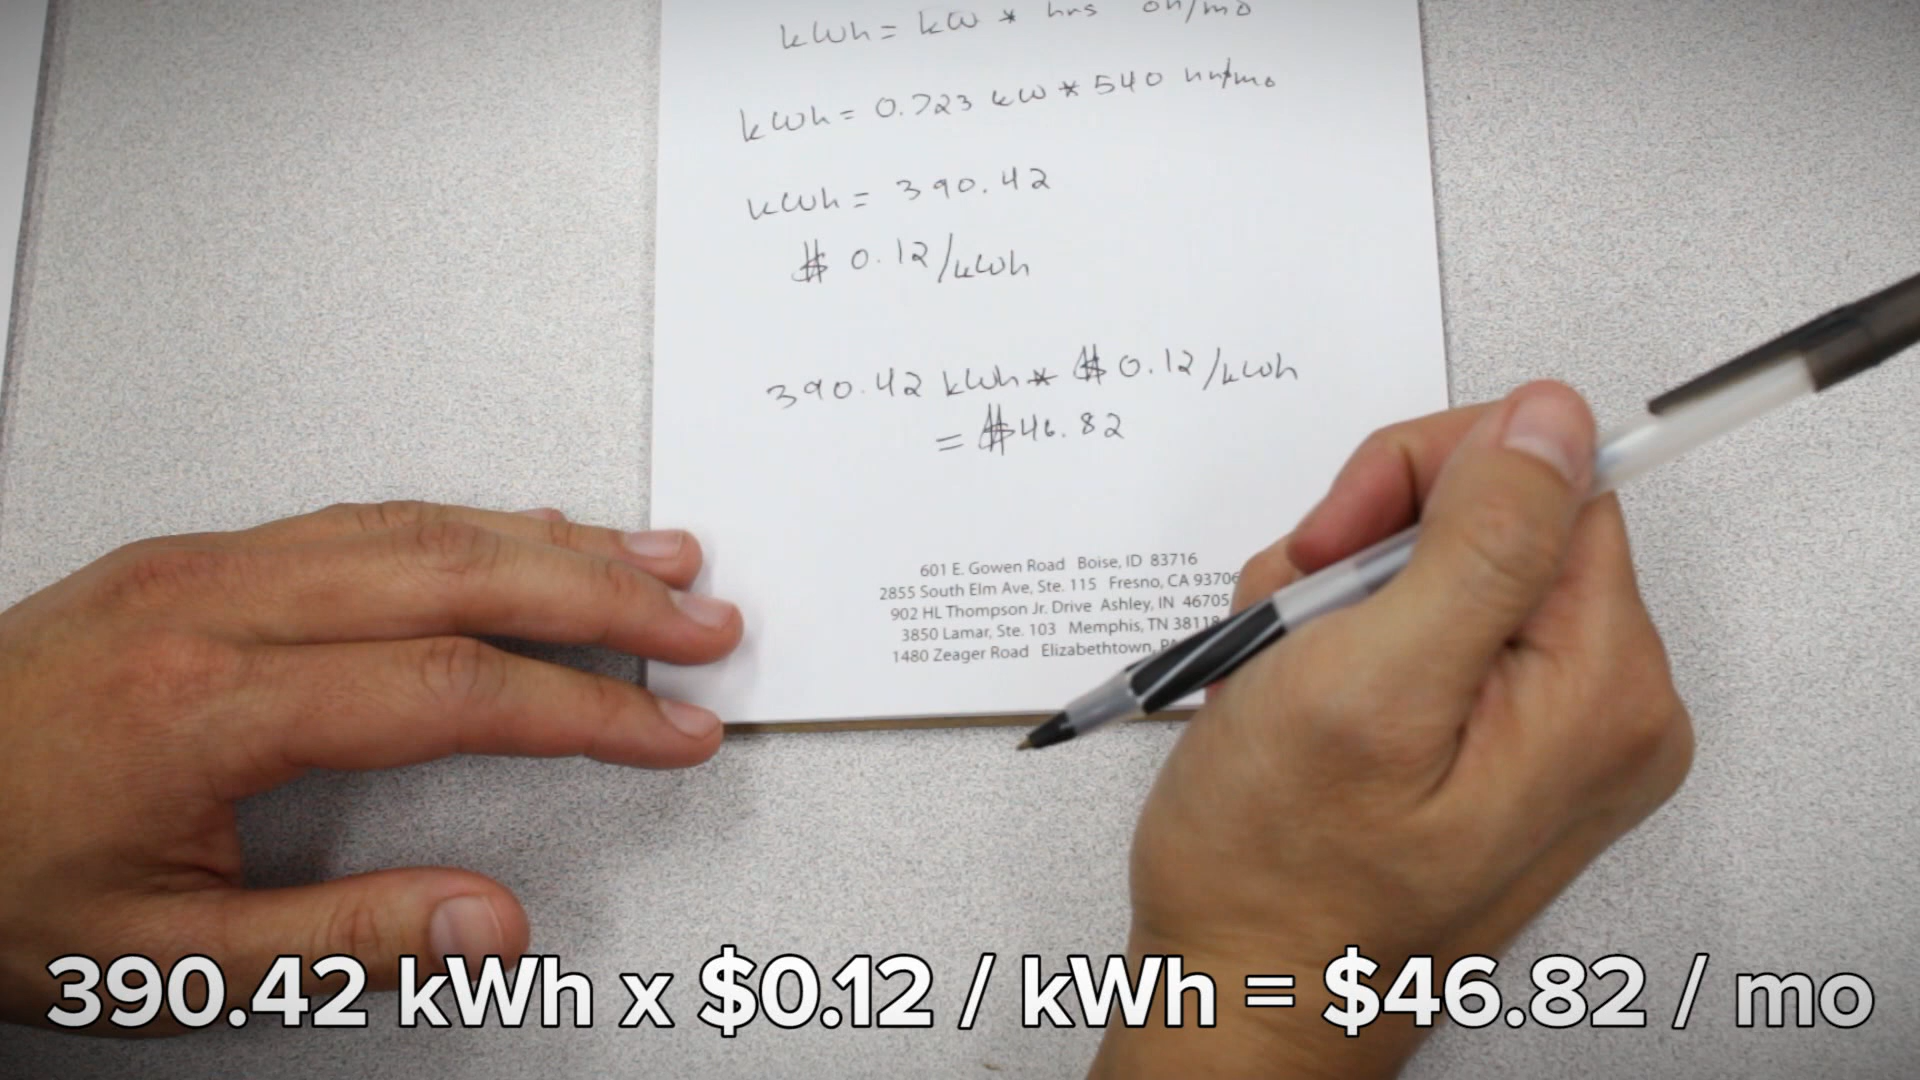 kWh = kW * hrs on/mo
kWh = 0.723 kW * 540 hr/mo
kWh = 390.42
$ 0.12/kWh
390.42 kWh * $ 0.12/kWh
= $46.82
601 E. Gowen Road Boise, ID 83716
2855 South Elm Ave, Ste. 115 Fresno, CA 93706
902 HL Thompson Jr. Drive Ashley, IN 46705
3850 Lamar, Ste. 103 Memphis, TN 38118
1480 Zeager Road Elizabethtown, PA
390.42 kWh x $0.12 / kWh = $46.82 / mo